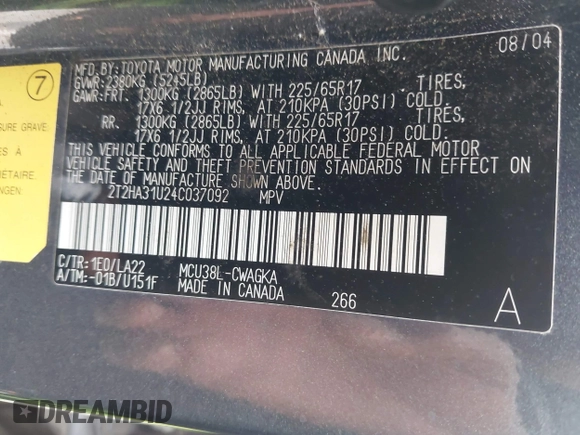 MFD.BY:TOYOTA MOTOR MANUFACTURING CANADA INC. 08/04
GVWR:2380KG (5245LB)
GAWR:FRT. 1300KG (2865LB) WITH 225/65R17 TIRES,
17X6 1/2JJ RIMS, AT 210KPA (30PSI) COLD.
RR. 1300KG (2865LB) WITH 225/65R17 TIRES,
17X6 1/2JJ RIMS, AT 210KPA (30PSI) COLD.
THIS VEHICLE CONFORMS TO ALL APPLICABLE FEDERAL MOTOR
VEHICLE SAFETY AND THEFT PREVENTION STANDARDS IN EFFECT ON
THE DATE OF MANUFACTURE SHOWN ABOVE.
2T2HA31U24C037092 MPV
C/TR:1E0/LA22 MCU38L-CWAGKA
A/TM:-01B/U151F MADE IN CANADA 266 A
7
SURE GRAVE
DREAMBID